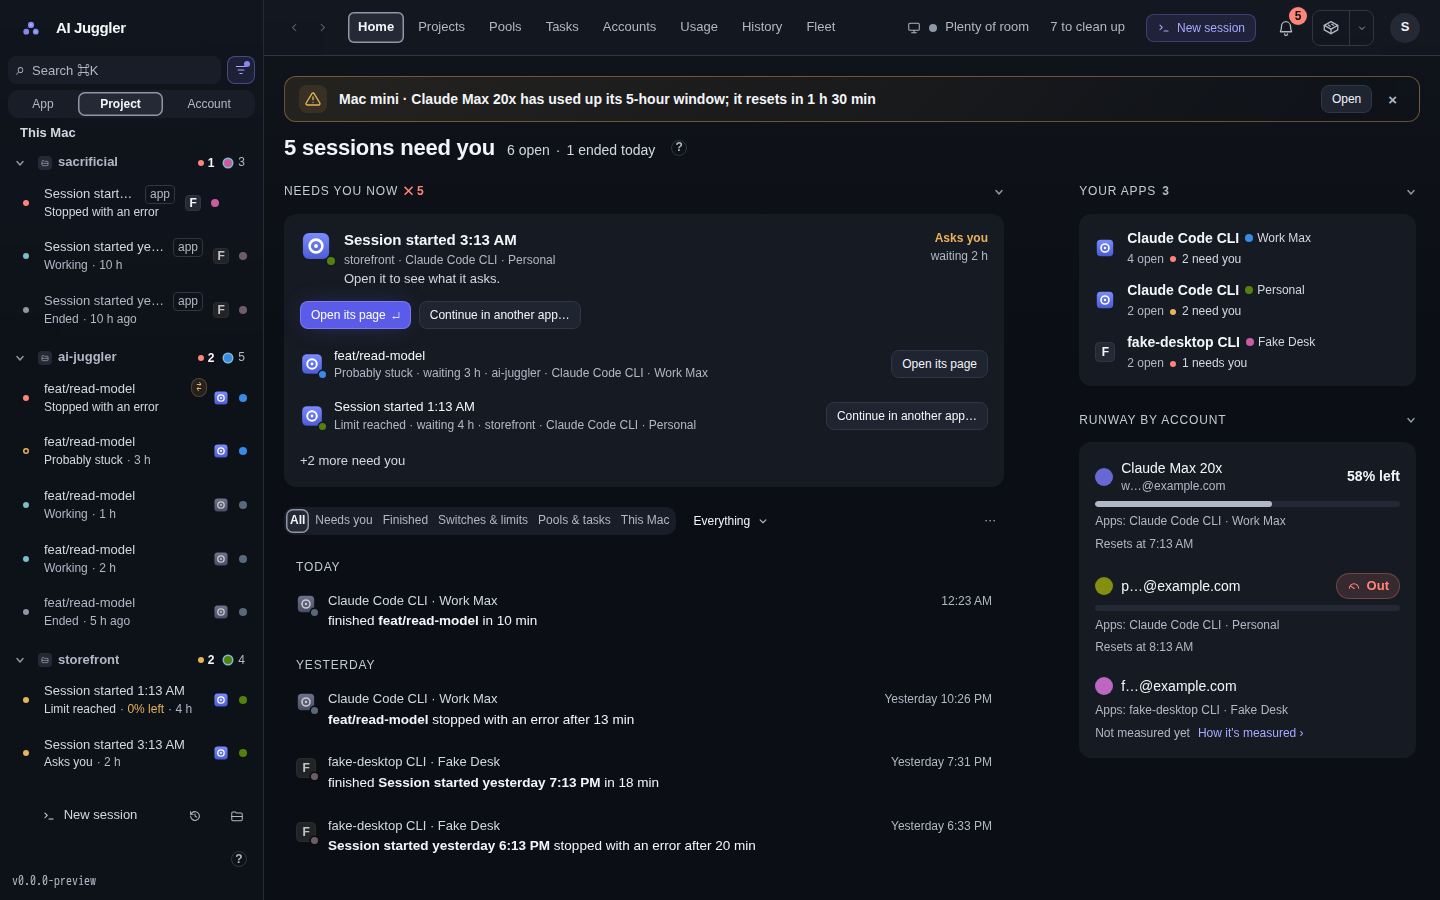 AI Juggler
Search ⌘K
App Project Account
This Mac
sacrificial 1 3
Session start… app F
Stopped with an error
Session started ye… app F
Working · 10 h
Session started ye… app F
Ended · 10 h ago
ai-juggler 2 5
feat/read-model
Stopped with an error
feat/read-model
Probably stuck · 3 h
feat/read-model
Working · 1 h
feat/read-model
Working · 2 h
feat/read-model
Ended · 5 h ago
storefront 2 4
Session started 1:13 AM
Limit reached · 0% left · 4 h
Session started 3:13 AM
Asks you · 2 h
New session
?
v0.0.0-preview
Home Projects Pools Tasks Accounts Usage History Fleet Plenty of room 7 to clean up New session 5 S
Mac mini · Claude Max 20x has used up its 5-hour window; it resets in 1 h 30 min Open ×
5 sessions need you 6 open · 1 ended today ?
NEEDS YOU NOW 5
Session started 3:13 AM Asks you
storefront · Claude Code CLI · Personal waiting 2 h
Open it to see what it asks.
Open its page ↵ Continue in another app…
feat/read-model
Probably stuck · waiting 3 h · ai-juggler · Claude Code CLI · Work Max Open its page
Session started 1:13 AM
Limit reached · waiting 4 h · storefront · Claude Code CLI · Personal Continue in another app…
+2 more need you
All Needs you Finished Switches & limits Pools & tasks This Mac Everything ···
TODAY
Claude Code CLI · Work Max 12:23 AM
finished feat/read-model in 10 min
YESTERDAY
Claude Code CLI · Work Max Yesterday 10:26 PM
feat/read-model stopped with an error after 13 min
F fake-desktop CLI · Fake Desk Yesterday 7:31 PM
finished Session started yesterday 7:13 PM in 18 min
F fake-desktop CLI · Fake Desk Yesterday 6:33 PM
Session started yesterday 6:13 PM stopped with an error after 20 min
YOUR APPS 3
Claude Code CLI Work Max
4 open 2 need you
Claude Code CLI Personal
2 open 2 need you
F fake-desktop CLI Fake Desk
2 open 1 needs you
RUNWAY BY ACCOUNT
Claude Max 20x 58% left
w…@example.com
Apps: Claude Code CLI · Work Max
Resets at 7:13 AM
p…@example.com Out
Apps: Claude Code CLI · Personal
Resets at 8:13 AM
f…@example.com
Apps: fake-desktop CLI · Fake Desk
Not measured yet How it's measured ›